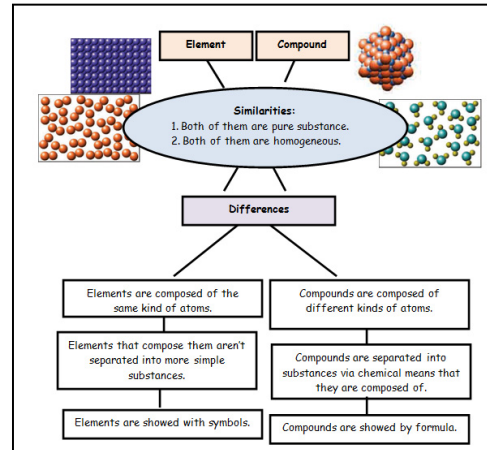 Element
Compound
Similarities:
1. Both of them are pure substance.
2. Both of them are homogeneous.
Differences
Elements are composed of the
same kind of atoms.
Compounds are composed of
different kinds of atoms.
Elements that compose them aren't
separated into more simple
substances.
Compounds are separated into
substances via chemical means that
they are composed of.
Elements are showed with symbols.
Compounds are showed by formula.